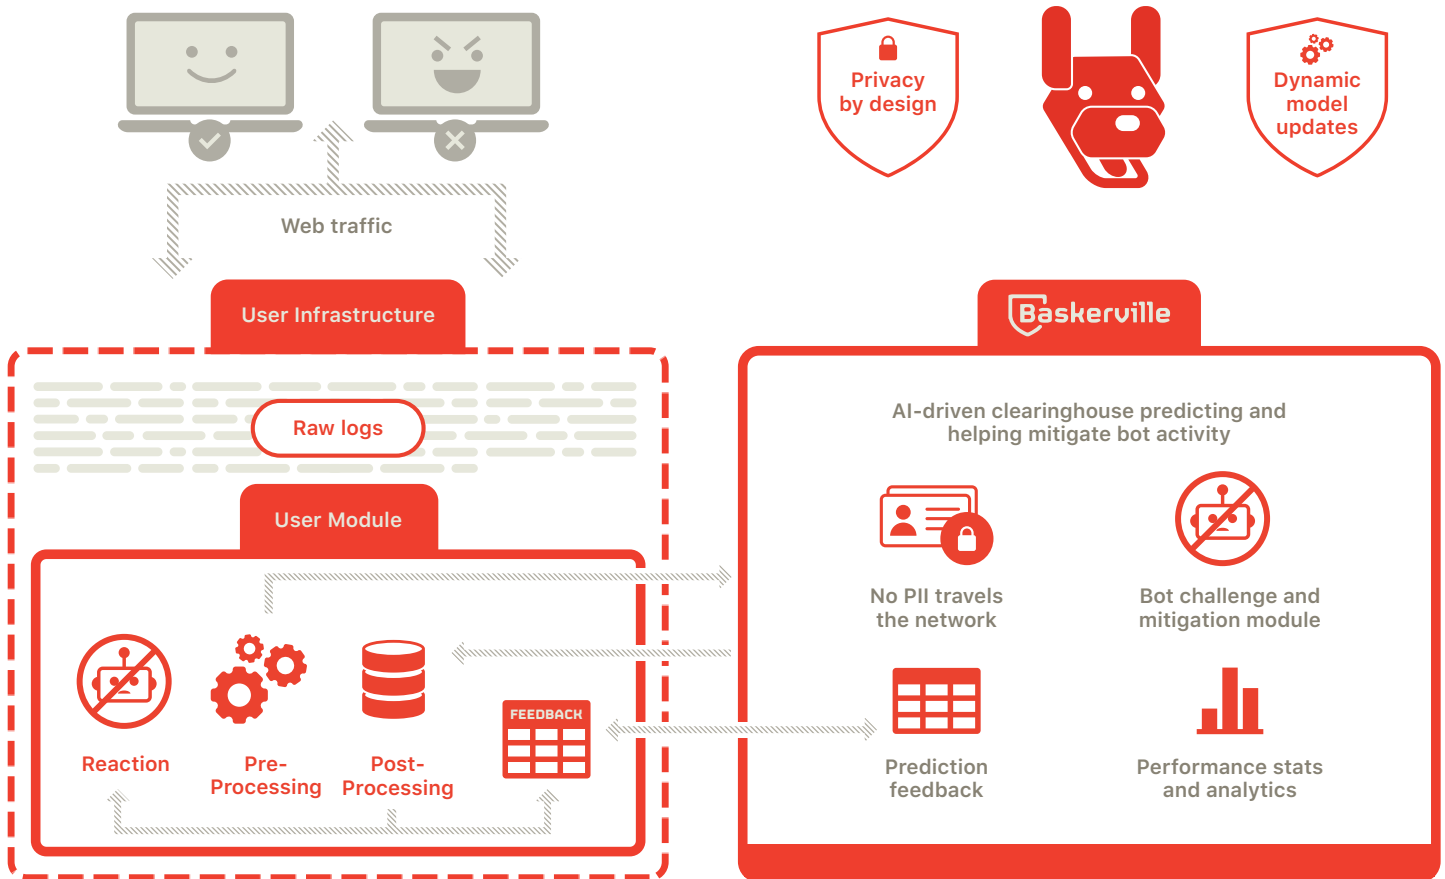 Privacy
by design
Dynamic
model
updates
Web traffic
User Infrastructure
Raw logs
User Module
FEEDBACK
Reaction
Pre-
Processing
Post-
Processing
Baskerville
AI-driven clearinghouse predicting and
helping mitigate bot activity
No PII travels
the network
Bot challenge and
mitigation module
Prediction
feedback
Performance stats
and analytics